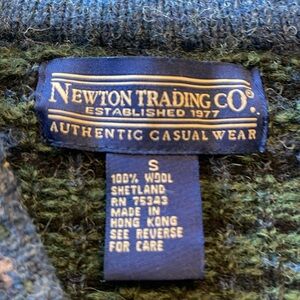 NEWTON TRADING CO®.
ESTABLISHED 1977
AUTHENTIC CASUAL WEAR
S
100% WOOL
SHETLAND
RN 75343
MADE IN
HONG KONG
SEE REVERSE
FOR CARE